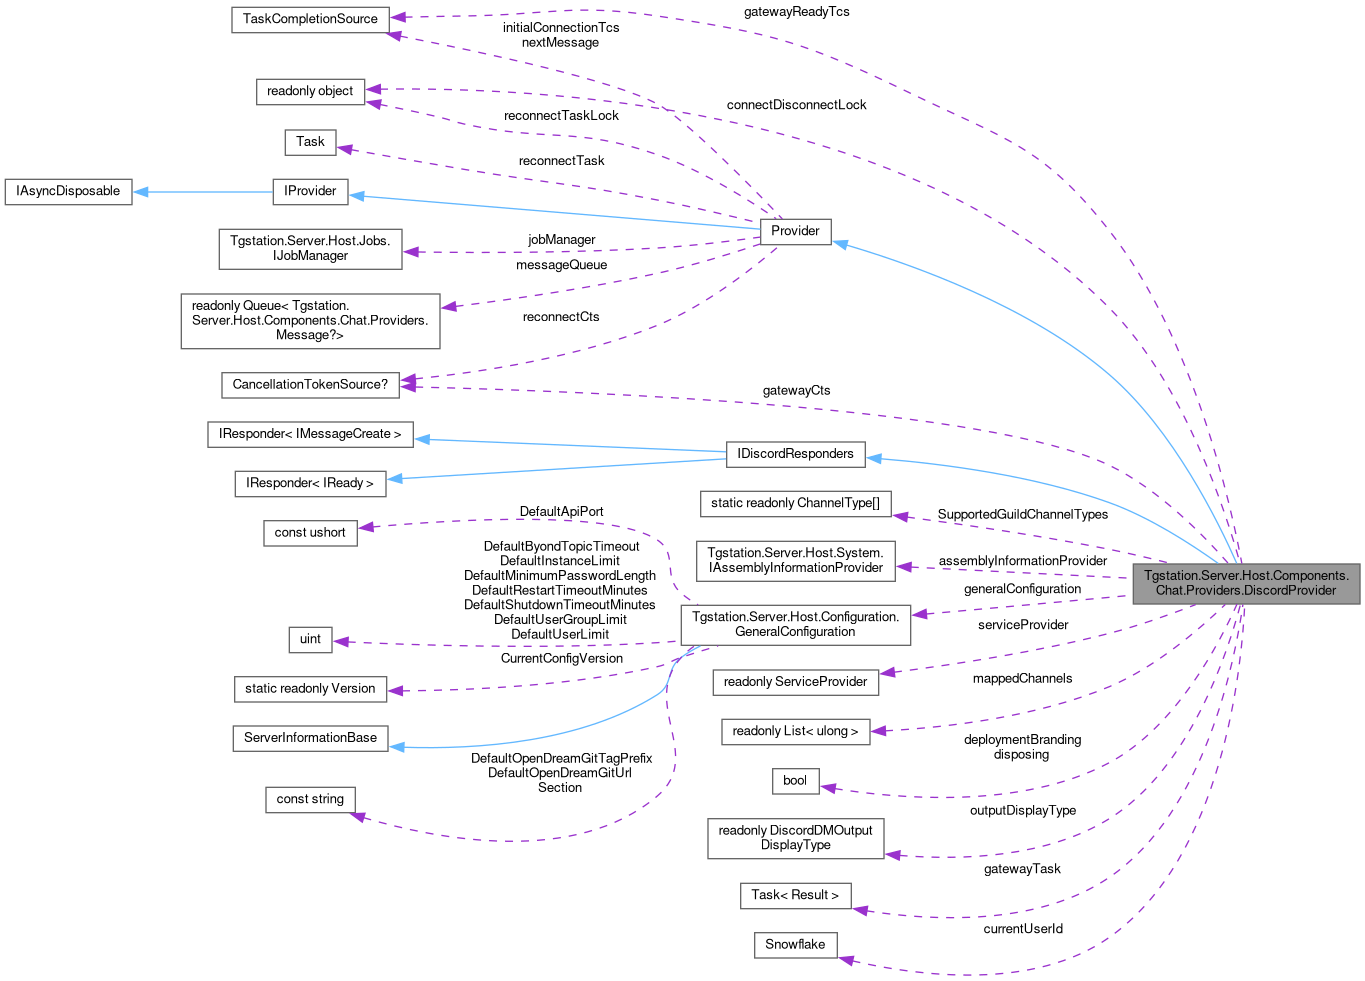 TaskCompletionSource
gatewayReadyTcs
initialConnectionTcs
nextMessage
readonly object
connectDisconnectLock
reconnectTaskLock
Task
reconnectTask
IAsyncDisposable
IProvider
Provider
Tgstation.Server.Host.Jobs.
IJobManager
jobManager
messageQueue
readonly Queue< Tgstation.
Server.Host.Components.Chat.Providers.
Message?>
reconnectCts
CancellationTokenSource?
gatewayCts
IResponder< IMessageCreate >
IDiscordResponders
IResponder< IReady >
static readonly ChannelType[]
SupportedGuildChannelTypes
DefaultApiPort
const ushort
Tgstation.Server.Host.System.
IAssemblyInformationProvider
assemblyInformationProvider
Tgstation.Server.Host.Components.
Chat.Providers.DiscordProvider
generalConfiguration
DefaultByondTopicTimeout
DefaultInstanceLimit
DefaultMinimumPasswordLength
DefaultRestartTimeoutMinutes
DefaultShutdownTimeoutMinutes
DefaultUserGroupLimit
DefaultUserLimit
Tgstation.Server.Host.Configuration.
GeneralConfiguration
serviceProvider
uint
CurrentConfigVersion
static readonly Version
readonly ServiceProvider
mappedChannels
ServerInformationBase
readonly List< ulong >
deploymentBranding
disposing
DefaultOpenDreamGitTagPrefix
DefaultOpenDreamGitUrl
Section
bool
const string
outputDisplayType
readonly DiscordDMOutput
DisplayType
gatewayTask
Task< Result >
currentUserId
Snowflake